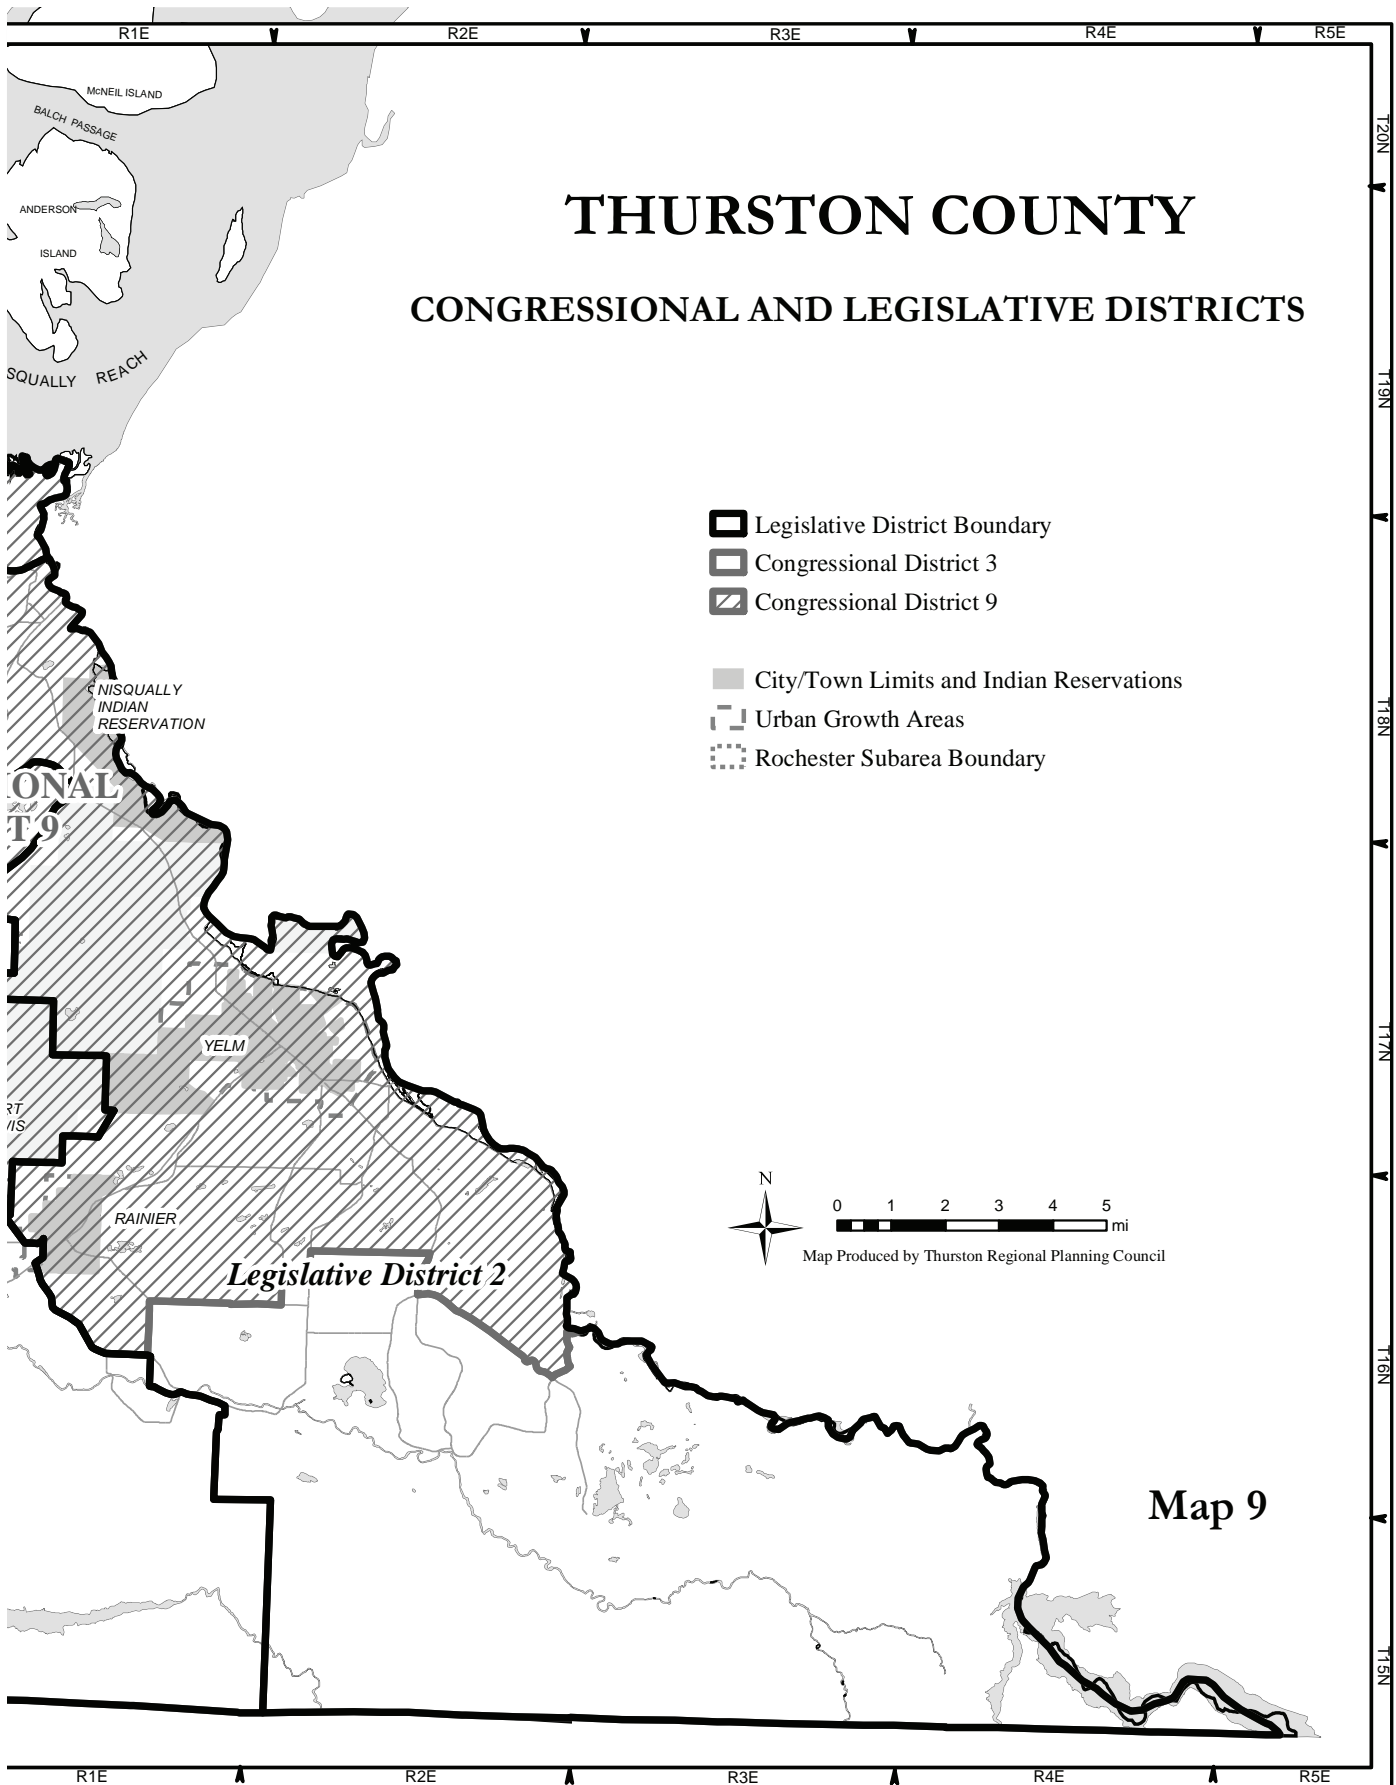 R1E R2E R3E R4E R5E
McNEIL ISLAND
BALCH PASSAGE
T20N
THURSTON COUNTY
ANDERSON
ISLAND
CONGRESSIONAL AND LEGISLATIVE DISTRICTS
SQUALLY REACH
T19N
Legislative District Boundary
Congressional District 3
Congressional District 9
City/Town Limits and Indian Reservations
Urban Growth Areas
Rochester Subarea Boundary
NISQUALLY
INDIAN
RESERVATION
T18N
IONAL
T 9
YELM
T17N
RT
VIS
N
RAINIER
0 1 2 3 4 5
mi
Map Produced by Thurston Regional Planning Council
Legislative District 2
T16N
Map 9
T15N
R1E R2E R3E R4E R5E